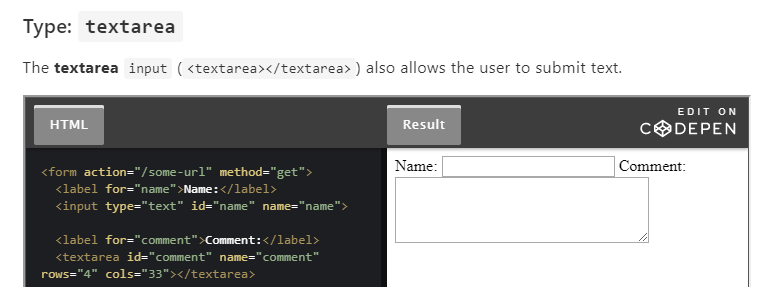 Type: textarea
The textarea input ( <textarea></textarea> ) also allows the user to submit text.
HTML
Result
EDIT ON
CODEPEN
<form action="/some-url" method="get">
<label for="name">Name:</label>
<input type="text" id="name" name="name">
<label for="comment">Comment:</label>
<textarea id="comment" name="comment"
rows="4" cols="33"></textarea>
Name: Comment: